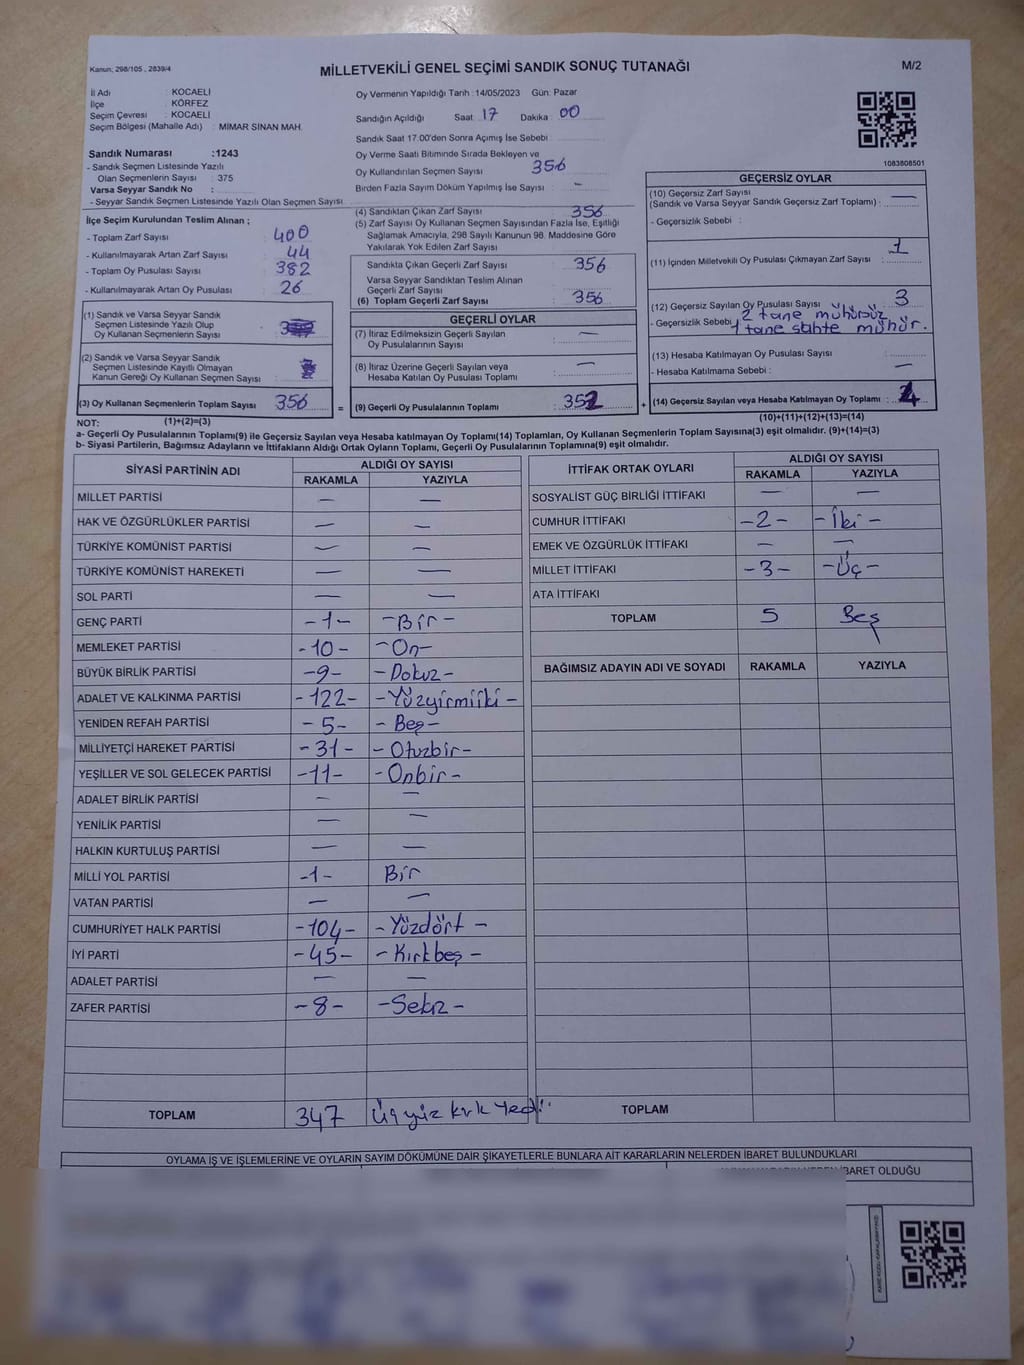 Kanun; 298/105 , 2839/4
MİLLETVEKİLİ GENEL SEÇİMİ SANDIK SONUÇ TUTANAĞI
M/2
İl Adı : KOCAELİ
İlçe : KÖRFEZ
Seçim Çevresi : KOCAELİ
Seçim Bölgesi (Mahalle Adı) : MİMAR SİNAN MAH.
Sandık Numarası :1243
- Sandık Seçmen Listesinde Yazılı
Olan Seçmenlerin Sayısı : 375
Varsa Seyyar Sandık No :
- Seyyar Sandık Seçmen Listesinde Yazılı Olan Seçmen Sayısı
Oy Vermenin Yapıldığı Tarih : 14/05/2023 Gün: Pazar
Sandığın Açıldığı Saat 17 Dakika 00
Sandık Saat 17.00'den Sonra Açımış İse Sebebi
Oy Verme Saati Bitiminde Sırada Bekleyen ve
Oy Kullandırılan Seçmen Sayısı 356
Birden Fazla Sayım Döküm Yapılmış İse Sayısı : -
1083808501
İlçe Seçim Kurulundan Teslim Alınan ;
- Toplam Zarf Sayısı : 400
- Kullanılmayarak Artan Zarf Sayısı : 44
- Toplam Oy Pusulası Sayısı : 382
- Kullanılmayarak Artan Oy Pusulası : 26
(1) Sandık ve Varsa Seyyar Sandık
Seçmen Listesinde Yazılı Olup
Oy Kullanan Seçmenlerin Sayısı :
(2) Sandık ve Varsa Seyyar Sandık
Seçmen Listesinde Kayıtlı Olmayan
Kanun Gereği Oy Kullanan Seçmen Sayısı :
(3) Oy Kullanan Seçmenlerin Toplam Sayısı : 356
(4) Sandıktan Çıkan Zarf Sayısı : 356
(5) Zarf Sayısı Oy Kullanan Seçmen Sayısından Fazla İse, Eşitliği
Sağlamak Amacıyla, 298 Sayılı Kanunun 98. Maddesine Göre
Yakılarak Yok Edilen Zarf Sayısı
Sandıkta Çıkan Geçerli Zarf Sayısı : 356
Varsa Seyyar Sandıktan Teslim Alınan
Geçerli Zarf Sayısı
(6) Toplam Geçerli Zarf Sayısı : 356
GEÇERLİ OYLAR
(7) İtiraz Edilmeksizin Geçerli Sayılan
Oy Pusulalarının Sayısı : —
(8) İtiraz Üzerine Geçerli Sayılan veya
Hesaba Katılan Oy Pusulası Toplamı : —
= (9) Geçerli Oy Pusulalarının Toplamı : 352 +
GEÇERSİZ OYLAR
(10) Geçersiz Zarf Sayısı
(Sandık ve Varsa Seyyar Sandık Geçersiz Zarf Toplamı) : —
- Geçersizlik Sebebi :
(11) İçinden Milletvekili Oy Pusulası Çıkmayan Zarf Sayısı : 1
(12) Geçersiz Sayılan Oy Pusulası Sayısı : 3
- Geçersizlik Sebebi : 2 tane mühürsüz
1 tane sahte mühür.
(13) Hesaba Katılmayan Oy Pusulası Sayısı :
- Hesaba Katılmama Sebebi : —
(14) Geçersiz Sayılan veya Hesaba Katılmayan Oy Toplamı : 4
NOT: (1)+(2)=(3)
(10)+(11)+(12)+(13)=(14)
a- Geçerli Oy Pusulalarının Toplamı(9) ile Geçersiz Sayılan veya Hesaba katılmayan Oy Toplamı(14) Toplamları, Oy Kullanan Seçmenlerin Toplam Sayısına(3) eşit olmalıdır. (9)+(14)=(3)
b- Siyasi Partilerin, Bağımsız Adayların ve İttifakların Aldığı Ortak Oyların Toplamı, Geçerli Oy Pusulalarının Toplamına(9) eşit olmalıdır.
SİYASİ PARTİNİN ADI ALDIĞI OY SAYISI
RAKAMLA YAZIYLA
MİLLET PARTİSİ — —
HAK VE ÖZGÜRLÜKLER PARTİSİ — —
TÜRKİYE KOMÜNİST PARTİSİ — —
TÜRKİYE KOMÜNİST HAREKETİ — —
SOL PARTİ — —
GENÇ PARTİ -1- -Bir-
MEMLEKET PARTİSİ -10- -On-
BÜYÜK BİRLİK PARTİSİ -9- -Dokuz-
ADALET VE KALKINMA PARTİSİ -122- -Yüzyirmiiki-
YENİDEN REFAH PARTİSİ -5- -Beş-
MİLLİYETÇİ HAREKET PARTİSİ -31- -Otuzbir-
YEŞİLLER VE SOL GELECEK PARTİSİ -11- -Onbir-
ADALET BİRLİK PARTİSİ — —
YENİLİK PARTİSİ — —
HALKIN KURTULUŞ PARTİSİ — —
MİLLİ YOL PARTİSİ -1- Bir
VATAN PARTİSİ — —
CUMHURİYET HALK PARTİSİ -104- -Yüzdört-
İYİ PARTİ -45- -Kırkbeş-
ADALET PARTİSİ — —
ZAFER PARTİSİ -8- -Sekiz-
TOPLAM 347 Üçyüz kırk yedi
İTTİFAK ORTAK OYLARI ALDIĞI OY SAYISI
RAKAMLA YAZIYLA
SOSYALİST GÜÇ BİRLİĞİ İTTİFAKI — —
CUMHUR İTTİFAKI -2- -İki-
EMEK VE ÖZGÜRLÜK İTTİFAKI — —
MİLLET İTTİFAKI -3- -Üç-
ATA İTTİFAKI
TOPLAM 5 Beş
BAĞIMSIZ ADAYIN ADI VE SOYADI RAKAMLA YAZIYLA
TOPLAM
OYLAMA İŞ VE İŞLEMLERİNE VE OYLARIN SAYIM DÖKÜMÜNE DAİR ŞİKAYETLERLE BUNLARA AİT KARARLARIN NELERDEN İBARET BULUNDUKLARI
İBARET OLDUĞU